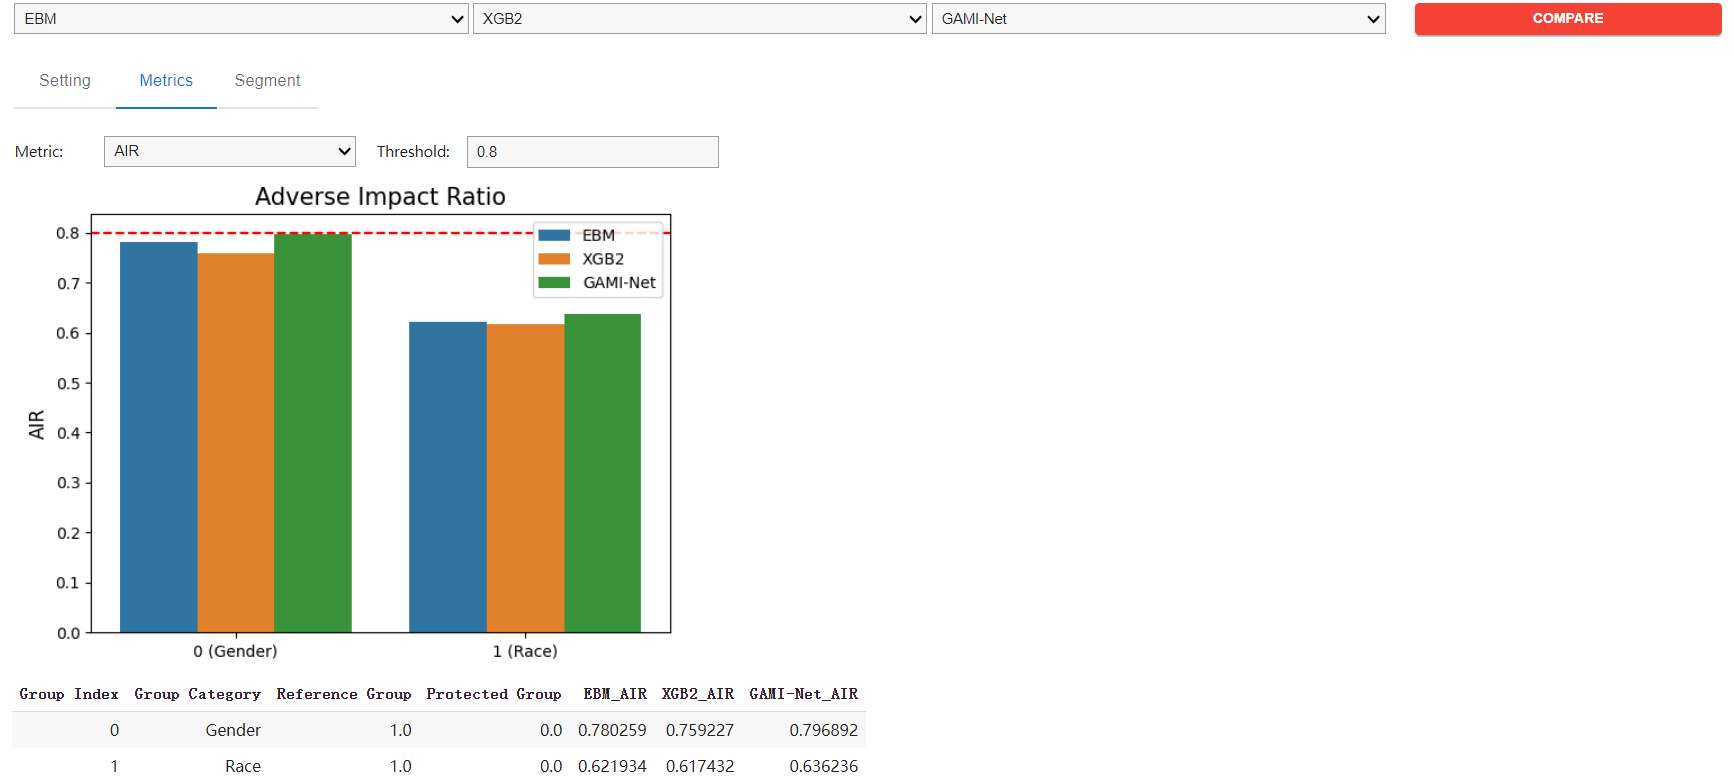 EBM XGB2 GAMI-Net COMPARE
Setting Metrics Segment
Metric: AIR Threshold: 0.8
Adverse Impact Ratio
0.8
0.7
0.6
0.5
0.4
0.3
0.2
0.1
0.0
AIR
EBM
XGB2
GAMI-Net
0 (Gender) 1 (Race)
Group Index Group Category Reference Group Protected Group EBM_AIR XGB2_AIR GAMI-Net_AIR
0 Gender 1.0 0.0 0.780259 0.759227 0.796892
1 Race 1.0 0.0 0.621934 0.617432 0.636236